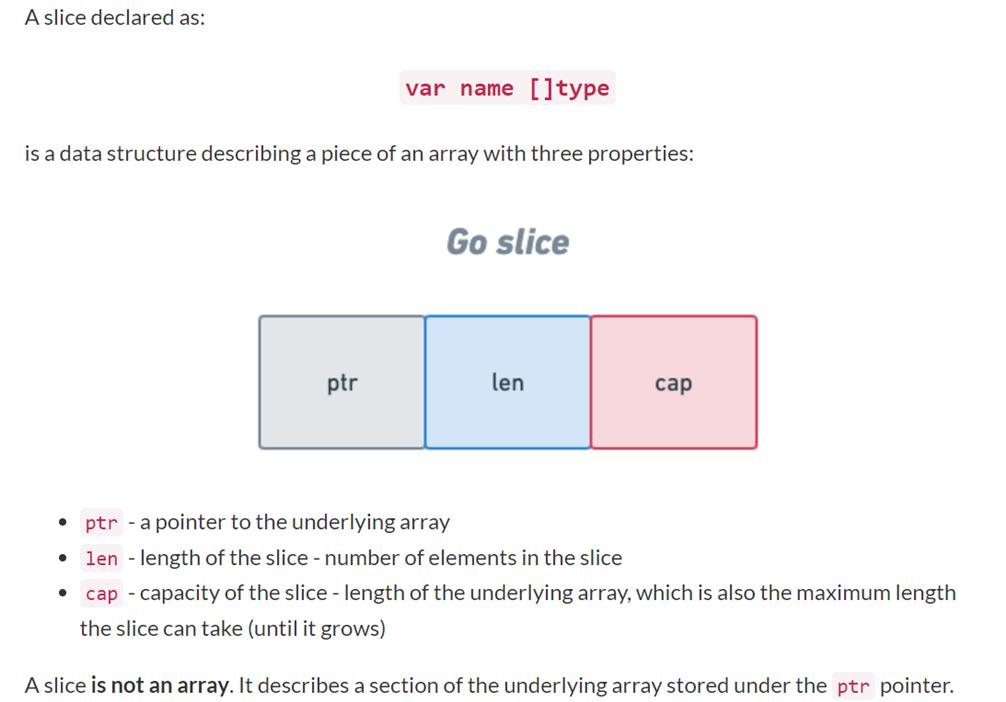 A slice declared as:
var name []type
is a data structure describing a piece of an array with three properties:
Go slice
ptr
len
cap
ptr - a pointer to the underlying array
len - length of the slice - number of elements in the slice
cap - capacity of the slice - length of the underlying array, which is also the maximum length
the slice can take (until it grows)
A slice is not an array. It describes a section of the underlying array stored under the ptr pointer.